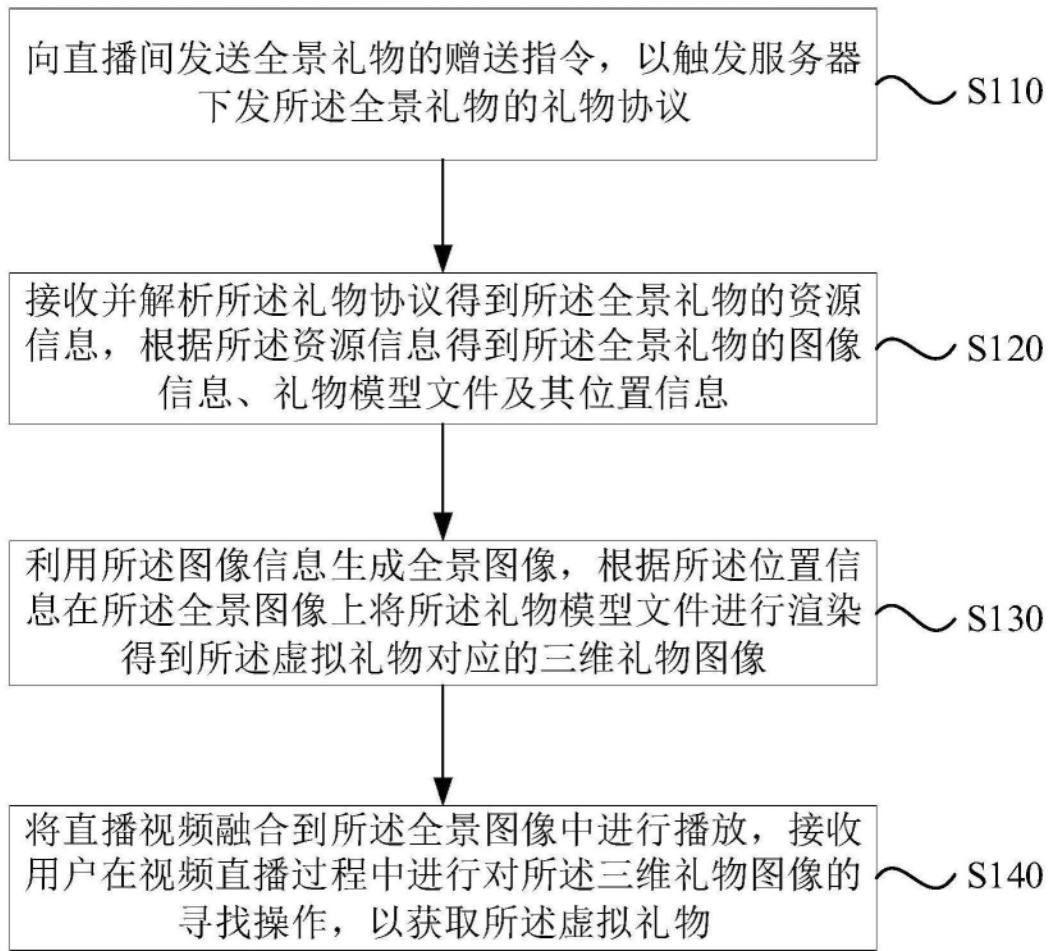 向直播间发送全景礼物的赠送指令，以触发服务器
下发所述全景礼物的礼物协议
S110
接收并解析所述礼物协议得到所述全景礼物的资源
信息，根据所述资源信息得到所述全景礼物的图像
信息、礼物模型文件及其位置信息
S120
利用所述图像信息生成全景图像，根据所述位置信
息在所述全景图像上将所述礼物模型文件进行渲染
得到所述虚拟礼物对应的三维礼物图像
S130
将直播视频融合到所述全景图像中进行播放，接收
用户在视频直播过程中进行对所述三维礼物图像的
寻找操作，以获取所述虚拟礼物
S140